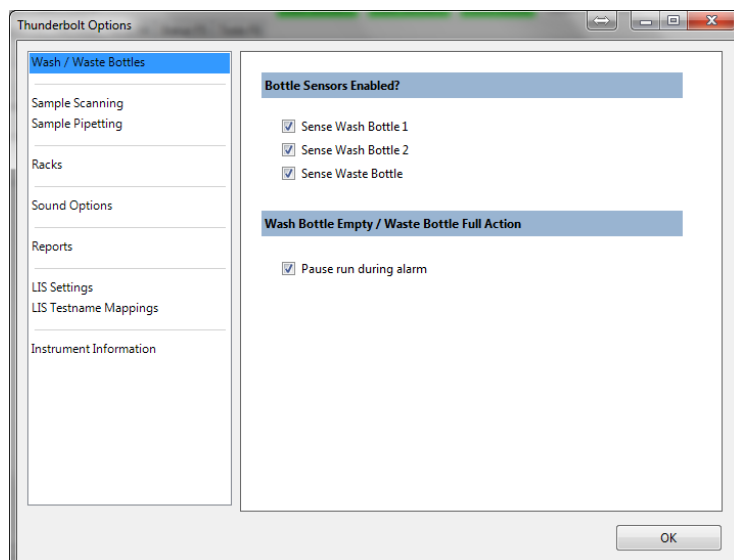 Thunderbolt Options
Wash / Waste Bottles
Sample Scanning
Sample Pipetting
Racks
Sound Options
Reports
LIS Settings
LIS Testname Mappings
Instrument Information
Bottle Sensors Enabled?
Sense Wash Bottle 1
Sense Wash Bottle 2
Sense Waste Bottle
Wash Bottle Empty / Waste Bottle Full Action
Pause run during alarm
OK